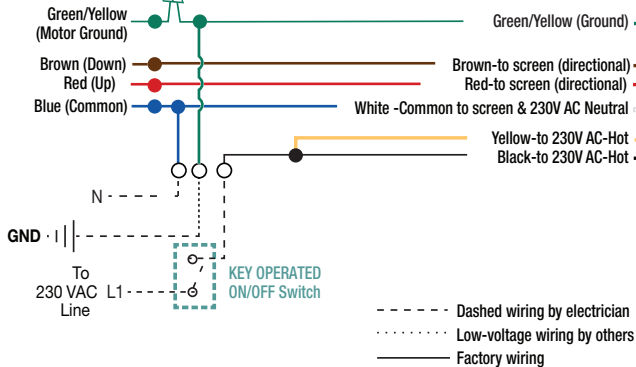 Green/Yellow
(Motor Ground)
Green/Yellow (Ground)
Brown (Down)
Brown-to screen (directional)
Red (Up)
Red-to screen (directional)
Blue (Common)
White -Common to screen & 230V AC Neutral
Yellow-to 230V AC-Hot
Black-to 230V AC-Hot
N
GND
To
230 VAC
Line
L1
KEY OPERATED
ON/OFF Switch
Dashed wiring by electrician
Low-voltage wiring by others
Factory wiring